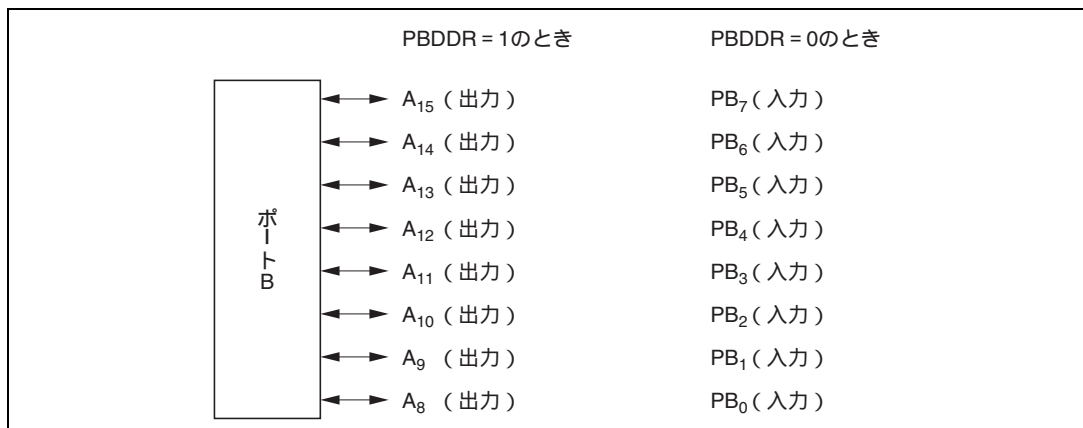 PBDDR = 1のとき PBDDR = 0のとき
ポートB
A15（出力） PB7（入力）
A14（出力） PB6（入力）
A13（出力） PB5（入力）
A12（出力） PB4（入力）
A11（出力） PB3（入力）
A10（出力） PB2（入力）
A9（出力） PB1（入力）
A8（出力） PB0（入力）